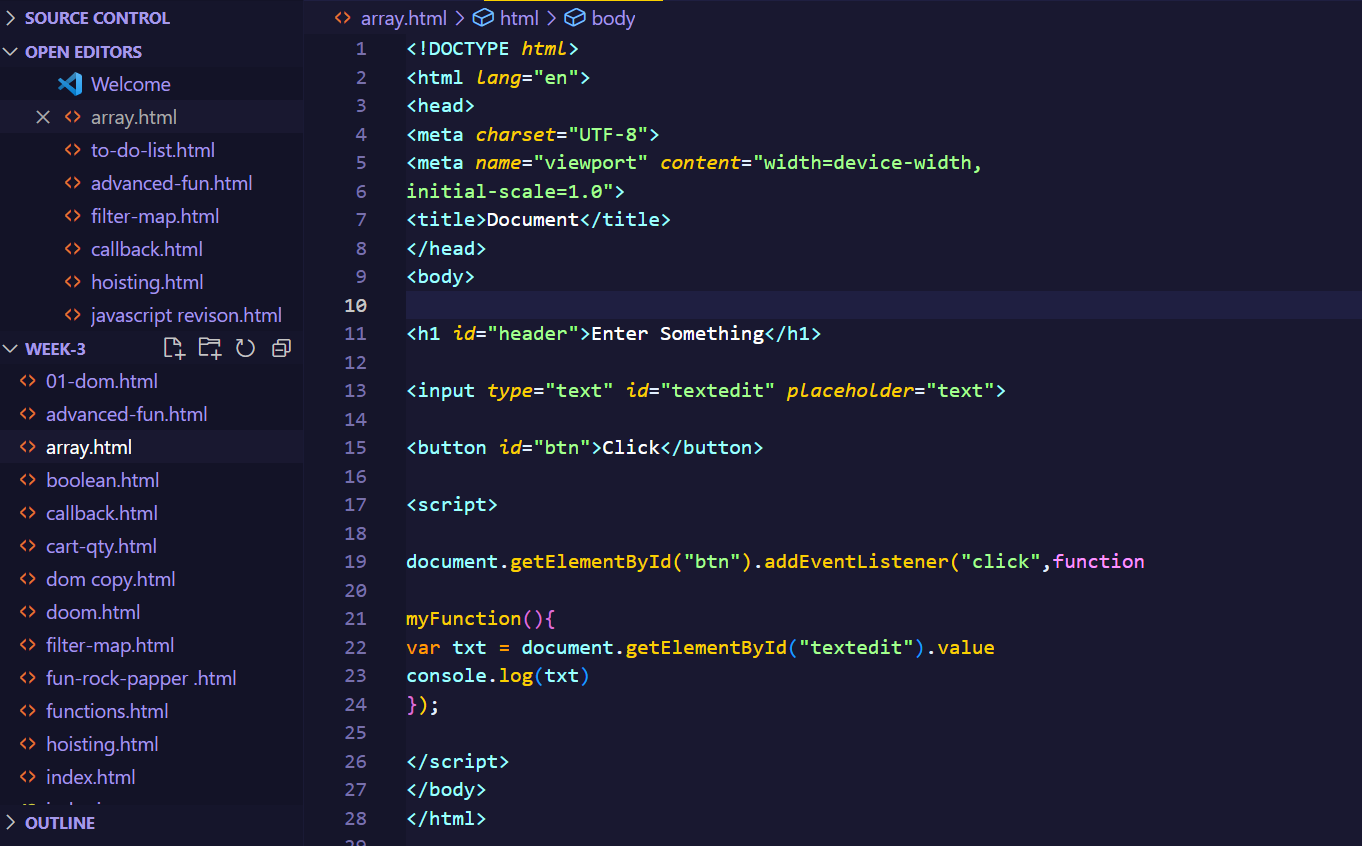 SOURCE CONTROL
OPEN EDITORS
Welcome
array.html
to-do-list.html
advanced-fun.html
filter-map.html
callback.html
hoisting.html
javascript revison.html
WEEK-3
01-dom.html
advanced-fun.html
array.html
boolean.html
callback.html
cart-qty.html
dom copy.html
doom.html
filter-map.html
fun-rock-papper .html
functions.html
hoisting.html
index.html
OUTLINE
array.html > html > body
1 <!DOCTYPE html>
2 <html lang="en">
3 <head>
4 <meta charset="UTF-8">
5 <meta name="viewport" content="width=device-width,
6 initial-scale=1.0">
7 <title>Document</title>
8 </head>
9 <body>
10
11 <h1 id="header">Enter Something</h1>
12
13 <input type="text" id="textedit" placeholder="text">
14
15 <button id="btn">Click</button>
16
17 <script>
18
19 document.getElementById("btn").addEventListener("click",function
20
21 myFunction(){
22 var txt = document.getElementById("textedit").value
23 console.log(txt)
24 });
25
26 </script>
27 </body>
28 </html>